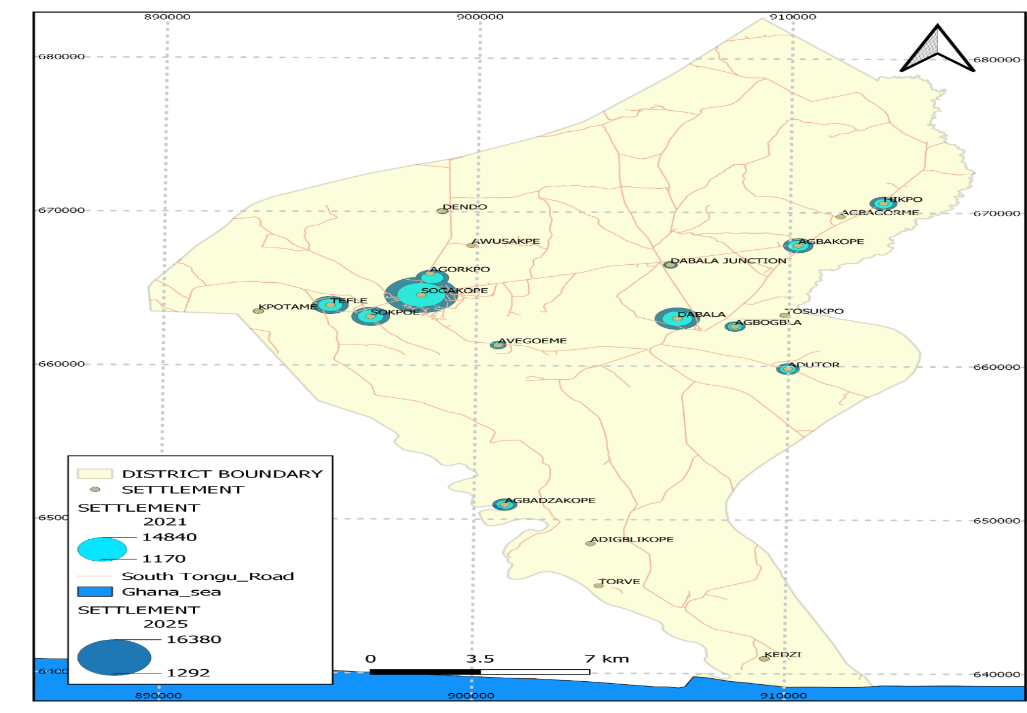 890000 900000 910000
680000 680000
HIKPO
670000 DENDO AGBAGORME 670000
AWUSAKPE AGBAKOPE
DABALA JUNCTION
AGORKPO
SOGAKOPE
TEFLE
KPOTAME
SOKPOE DABALA TOSUKPO
AGBOGBLA
AVEGOEME
660000 ADUTOR 660000
DISTRICT BOUNDARY
SETTLEMENT
SETTLEMENT
2021
14840
1170
South Tongu_Road
Ghana_sea
SETTLEMENT
2025
16380
1292
AGBADZAKOPE
650000
ADIGBLIKOPE
TORVE
KEDZI
0 3.5 7 km
640000
890000 900000 910000